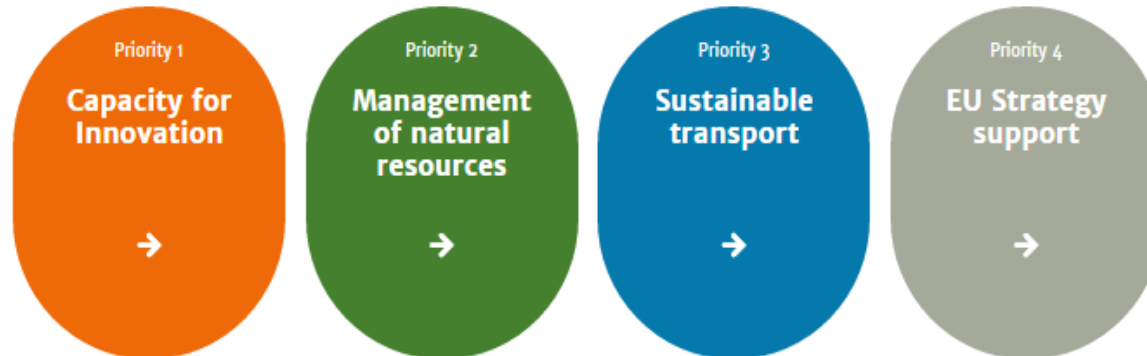 Priority 1
Capacity for
Innovation
Priority 2
Management
of natural
resources
Priority 3
Sustainable
transport
Priority 4
EU Strategy
support